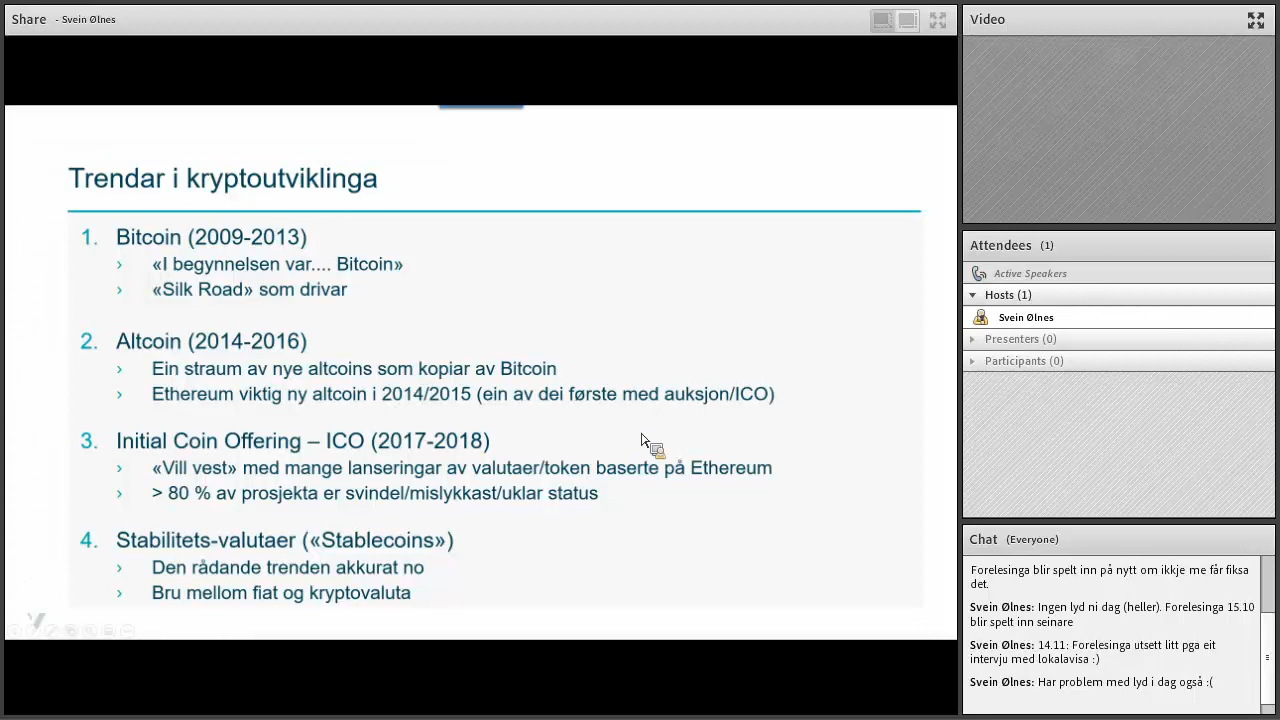 Share - Svein Ølnes
Trendar i kryptoutviklinga
1. Bitcoin (2009-2013)
› «I begynnelsen var.... Bitcoin»
› «Silk Road» som drivar
2. Altcoin (2014-2016)
› Ein straum av nye altcoins som kopiar av Bitcoin
› Ethereum viktig ny altcoin i 2014/2015 (ein av dei første med auksjon/ICO)
3. Initial Coin Offering – ICO (2017-2018)
› «Vill vest» med mange lanseringar av valutaer/token baserte på Ethereum
› > 80 % av prosjekta er svindel/mislykkast/uklar status
4. Stabilitets-valutaer («Stablecoins»)
› Den rådande trenden akkurat no
› Bru mellom fiat og kryptovaluta
Video
Attendees (1)
Active Speakers
Hosts (1)
Svein Ølnes
Presenters (0)
Participants (0)
Chat (Everyone)
Forelesinga blir spelt inn på nytt om ikkje me får fiksa
det.
Svein Ølnes: Ingen lyd ni dag (heller). Forelesinga 15.10
blir spelt inn seinare
Svein Ølnes: 14.11: Forelesinga utsett litt pga eit
intervju med lokalavisa :)
Svein Ølnes: Har problem med lyd i dag også :(